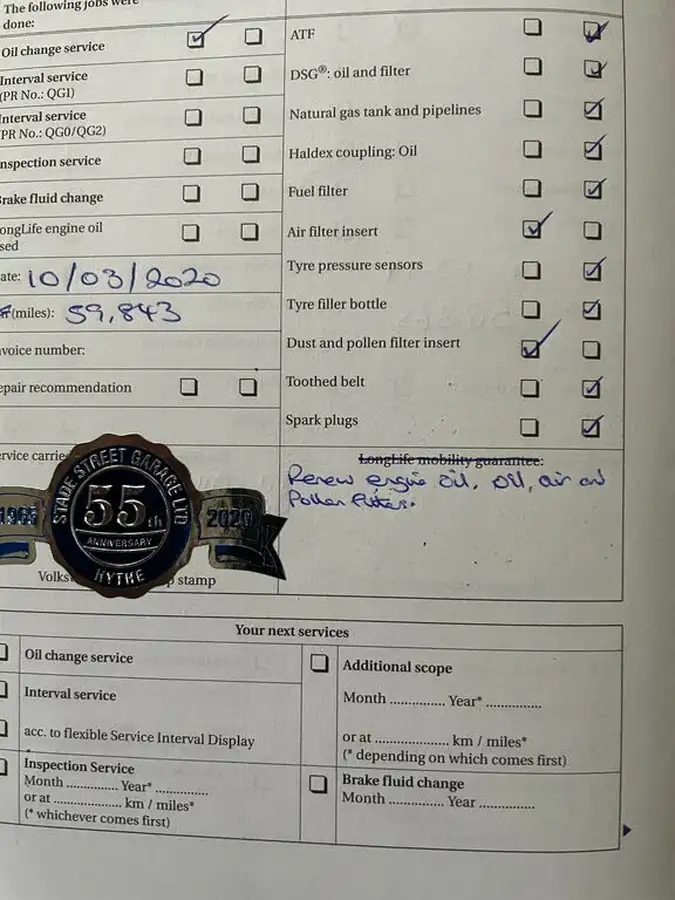 The following jobs were
done:
Oil change service
Interval service
(PR No.: QG1)
Interval service
PR No.: QG0/QG2)
nspection service
Brake fluid change
ongLife engine oil
sed
ate: 10/03/2020
(miles): 59,843
voice number:
epair recommendation
ervice carrie
1965
STADE STREET GARAGE LTD
55th
ANNIVERSARY
HYTHE
2020
Volks
p stamp
ATF
DSG®: oil and filter
Natural gas tank and pipelines
Haldex coupling: Oil
Fuel filter
Air filter insert
Tyre pressure sensors
Tyre filler bottle
Dust and pollen filter insert
Toothed belt
Spark plugs
LongLife mobility guarantee:
Renew engine oil, oil, air and
Pollen filters.
Your next services
Oil change service
Interval service
acc. to flexible Service Interval Display
Inspection Service
Month .............. Year* ..............
or at .................... km / miles*
(* whichever comes first)
Additional scope
Month .............. Year* ..............
or at ...................... km / miles*
(* depending on which comes first)
Brake fluid change
Month .............. Year ..............